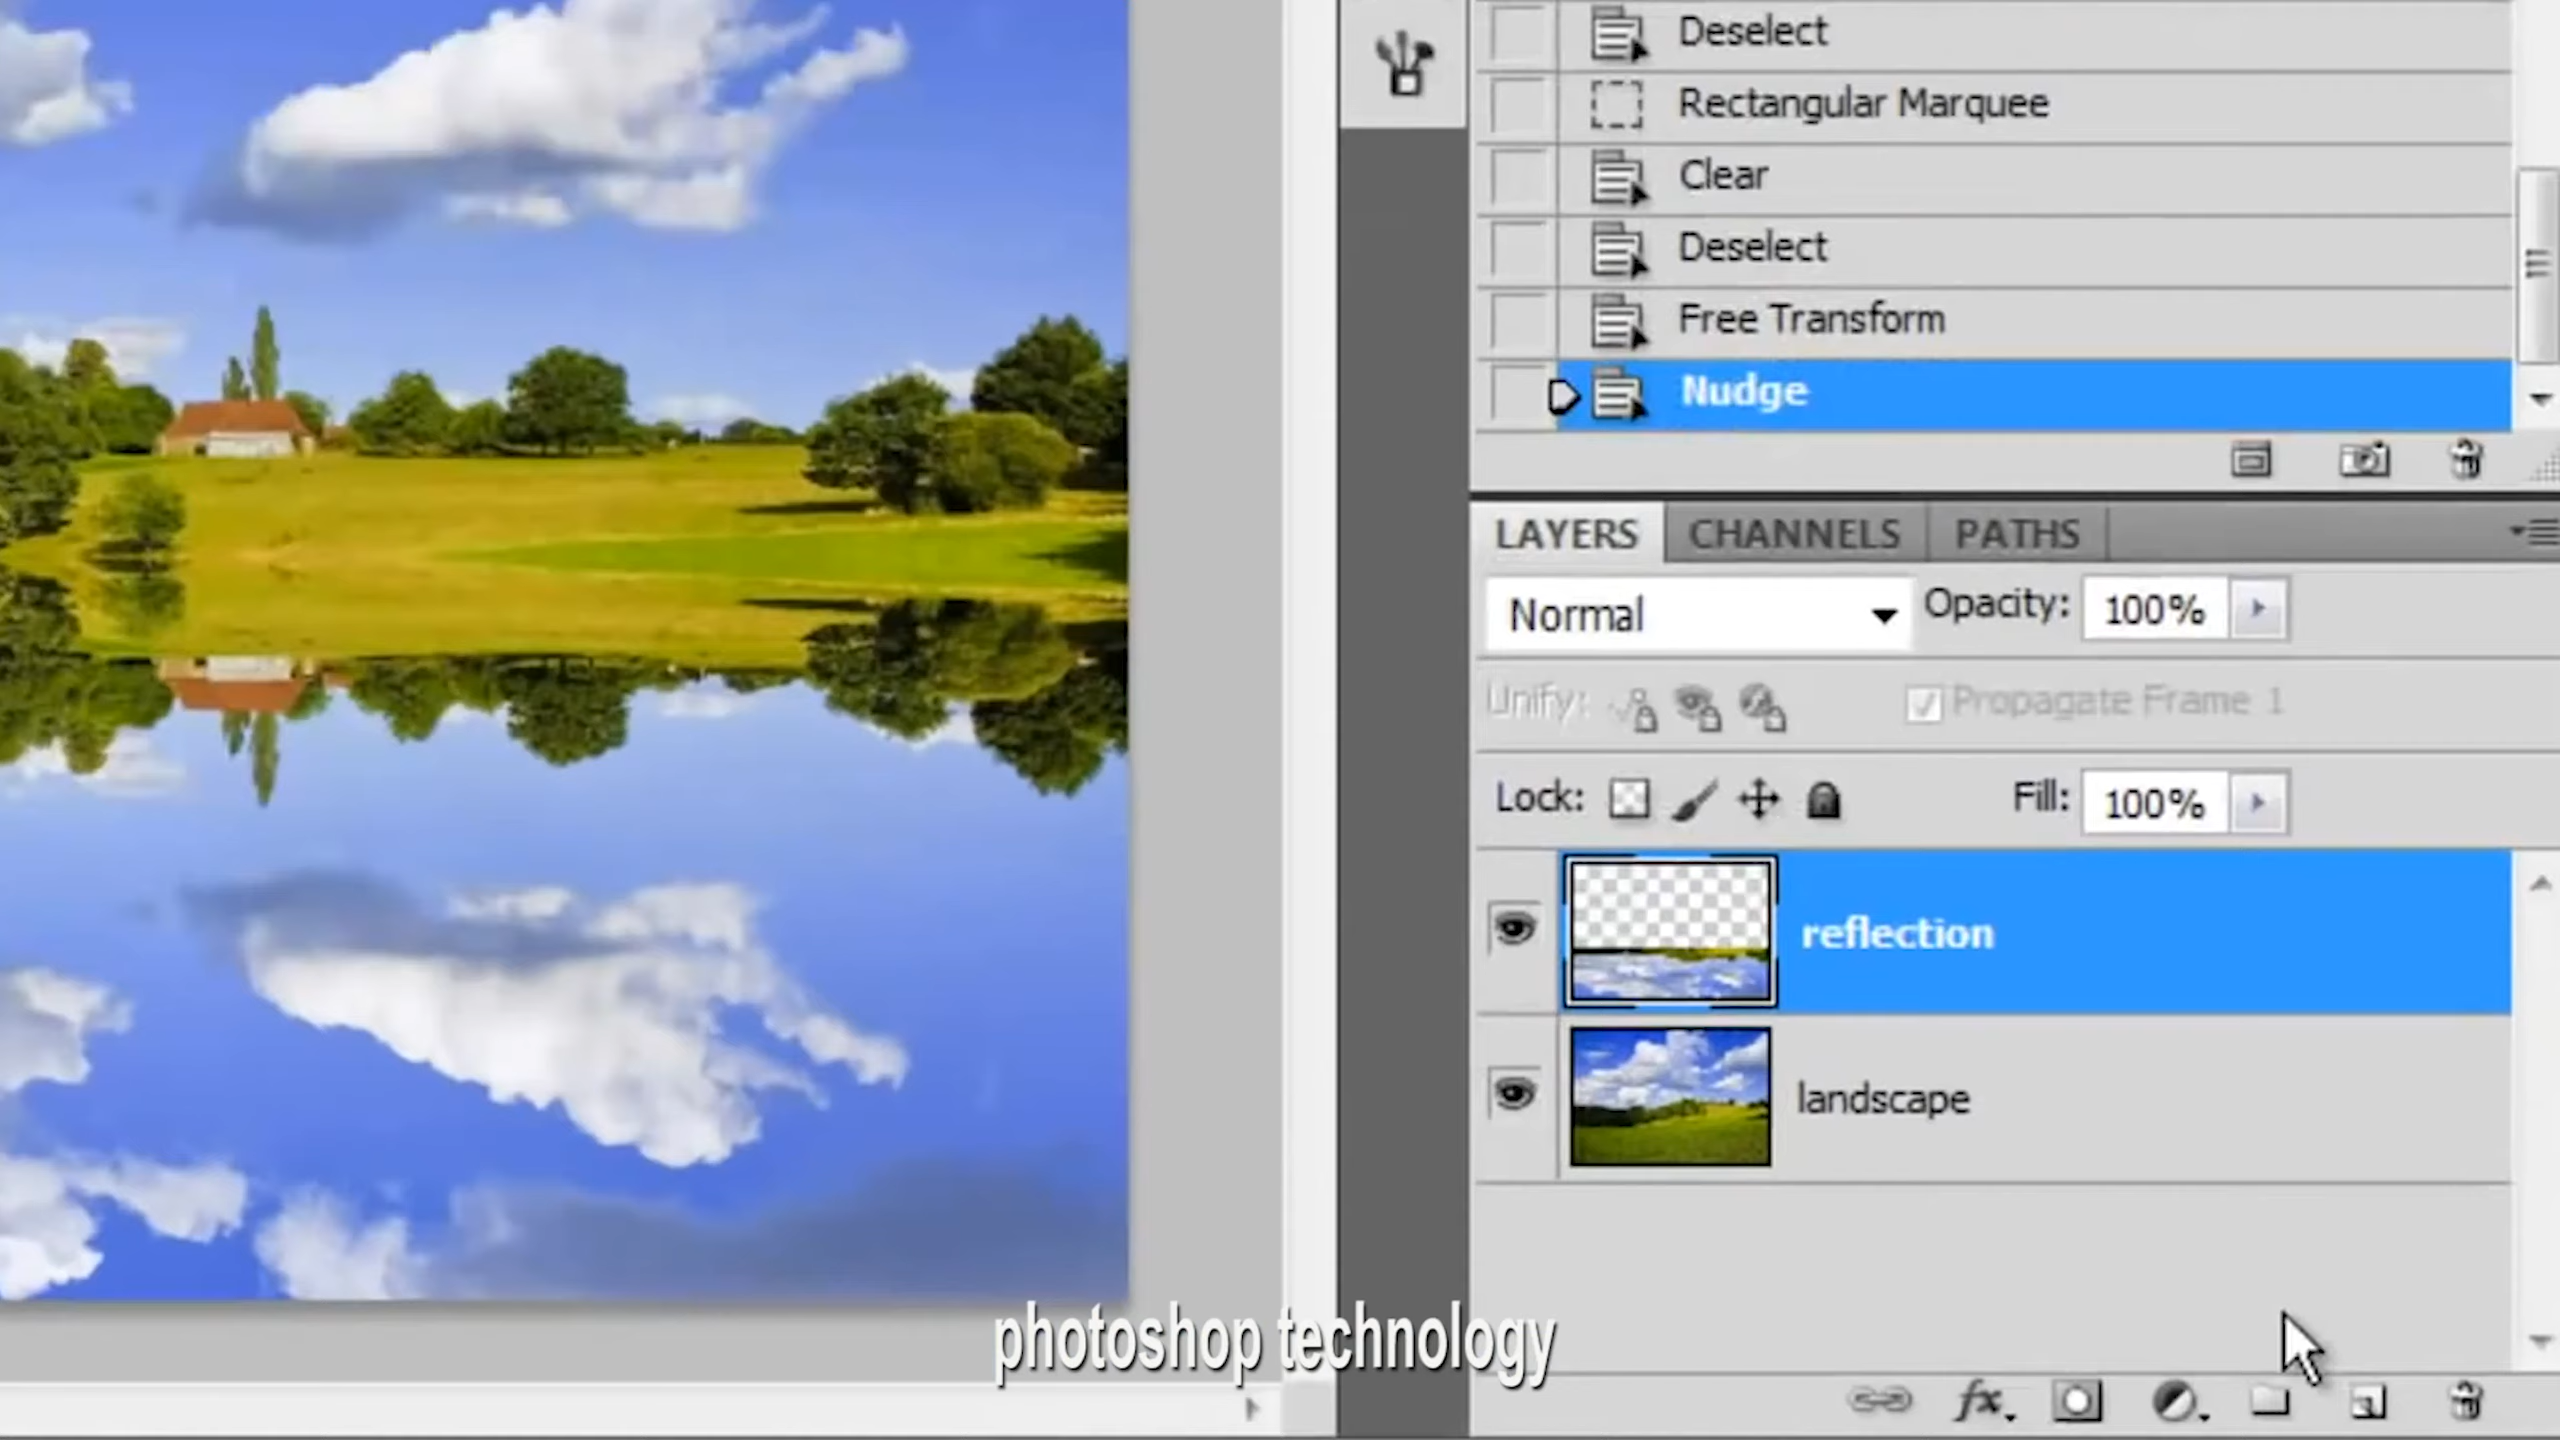 Deselect
Rectangular Marquee
Clear
Deselect
Free Transform
Nudge
LAYERS CHANNELS PATHS
Normal Opacity: 100%
Unify: Propagate Frame 1
Lock: Fill: 100%
reflection
landscape
photoshop technology
fx